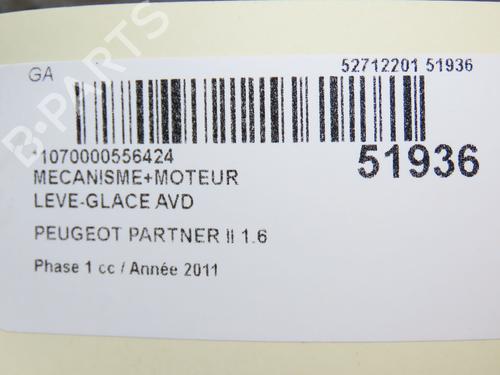 GA
52712201 51936
*1070000556424
51936
MECANISME+MOTEUR
LEVE-GLACE AVD
PEUGEOT PARTNER II 1.6
Phase 1 cc / Année 2011
B-PARTS